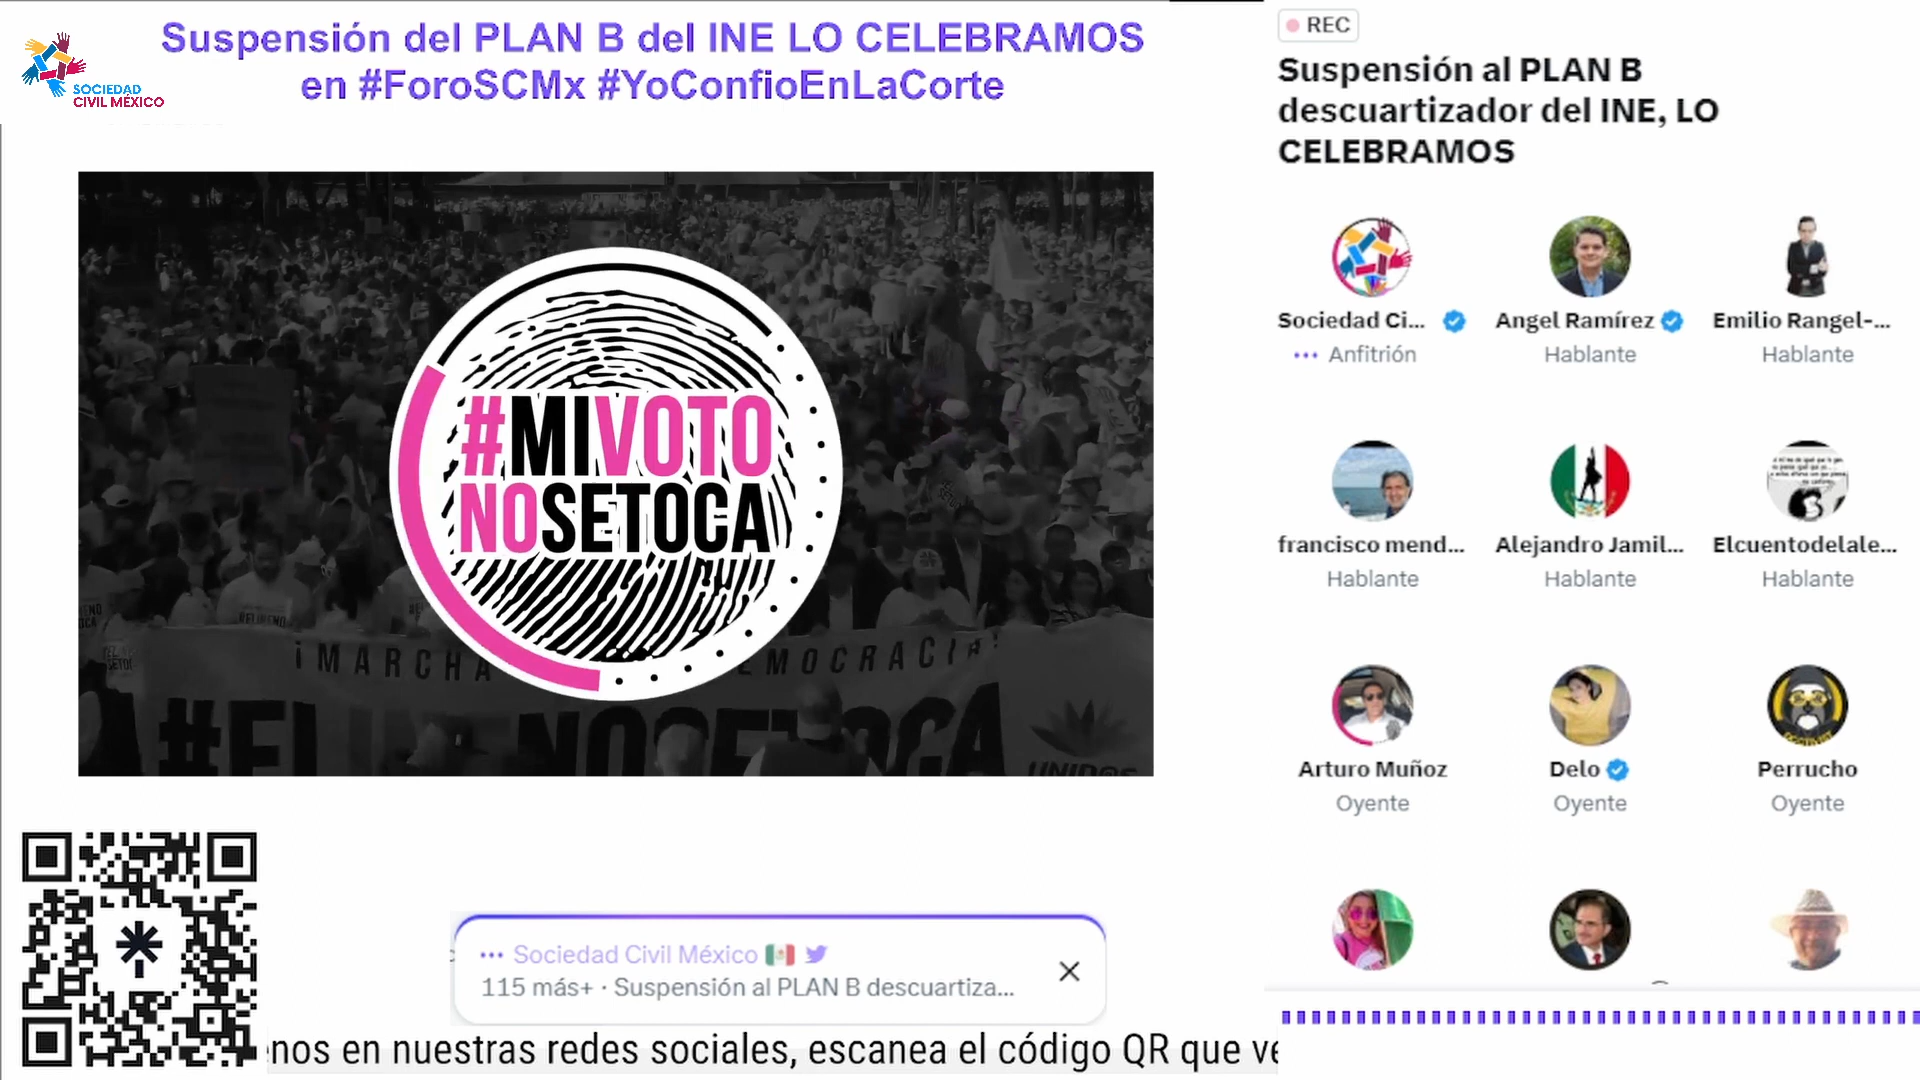 SOCIEDAD
CIVIL MÉXICO
Suspensión del PLAN B del INE LO CELEBRAMOS
en #ForoSCMx #YoConfioEnLaCorte
#MIVOTO
NOSETOCA
¡MARCHA
EMOCRACIA!
UNIDOS
REC
Suspensión al PLAN B
descuartizador del INE, LO
CELEBRAMOS
Sociedad Ci...
Anfitrión
Angel Ramírez
Hablante
Emilio Rangel-...
Hablante
francisco mend...
Hablante
Alejandro Jamil...
Hablante
Elcuentodelale...
Hablante
Arturo Muñoz
Oyente
Delo
Oyente
Perrucho
Oyente
Sociedad Civil México
115 más+ · Suspensión al PLAN B descuartiza...
nos en nuestras redes sociales, escanea el código QR que ve